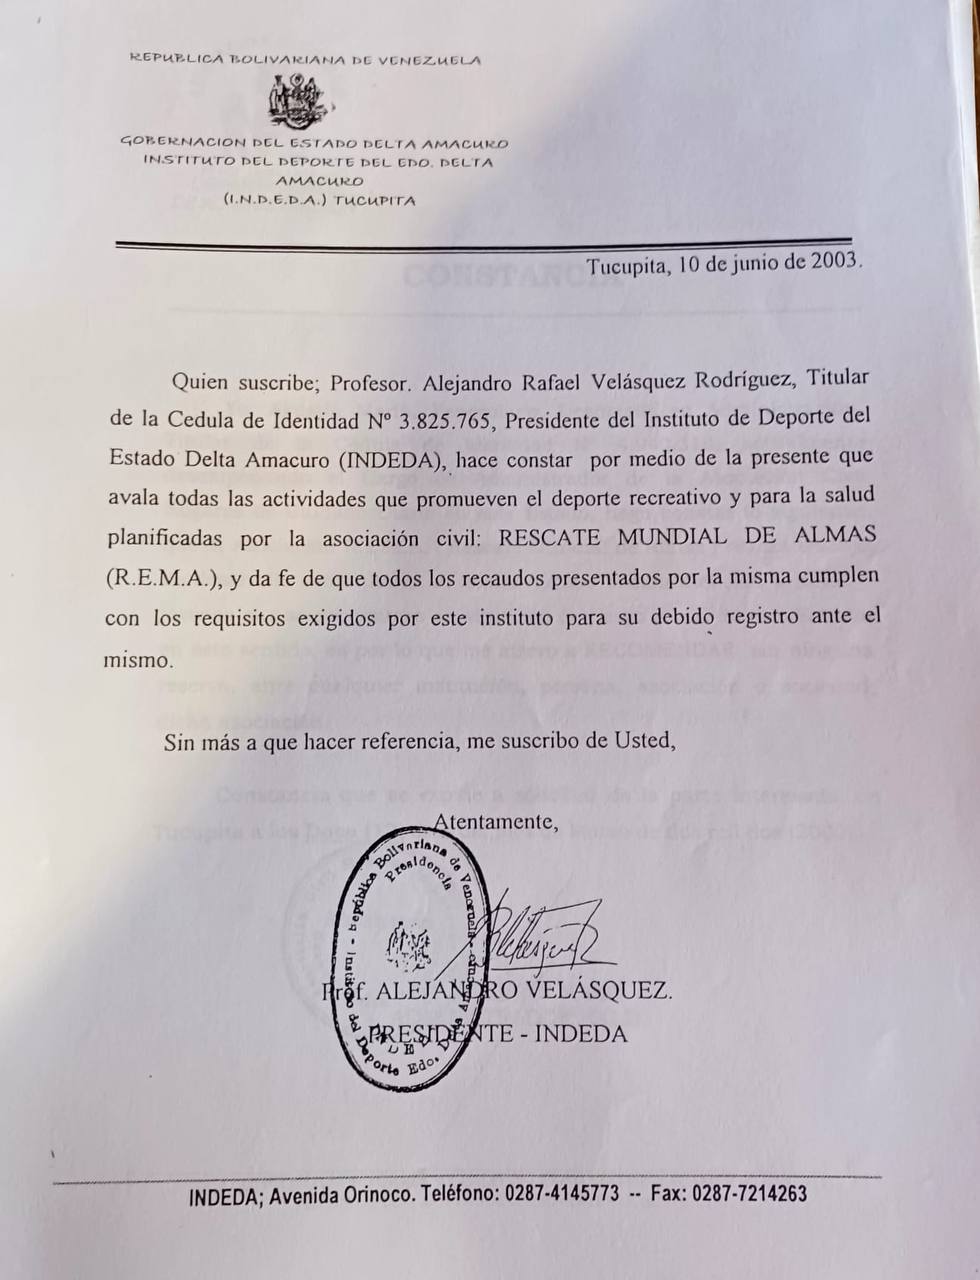 REPUBLICA BOLIVARIANA DE VENEZUELA
GOBERNACION DEL ESTADO DELTA AMACURO
INSTITUTO DEL DEPORTE DEL EDO. DELTA
AMACURO
(I.N.D.E.D.A.) TUCUPITA
Tucupita, 10 de junio de 2003.
CONSTANCIA
Quien suscribe; Profesor. Alejandro Rafael Velásquez Rodríguez, Titular
de la Cedula de Identidad Nº 3.825.765, Presidente del Instituto de Deporte del
Estado Delta Amacuro (INDEDA), hace constar por medio de la presente que
avala todas las actividades que promueven el deporte recreativo y para la salud
planificadas por la asociación civil: RESCATE MUNDIAL DE ALMAS
(R.E.M.A.), y da fe de que todos los recaudos presentados por la misma cumplen
con los requisitos exigidos por este instituto para su debido registro ante el
mismo.
Sin más a que hacer referencia, me suscribo de Usted,
Atentamente,
República Bolivariana de Venezuela
Presidencia
Instituto del Deporte Edo. Delta Amacuro
Prof. ALEJANDRO VELÁSQUEZ.
PRESIDENTE - INDEDA
INDEDA; Avenida Orinoco. Teléfono: 0287-4145773 -- Fax: 0287-7214263